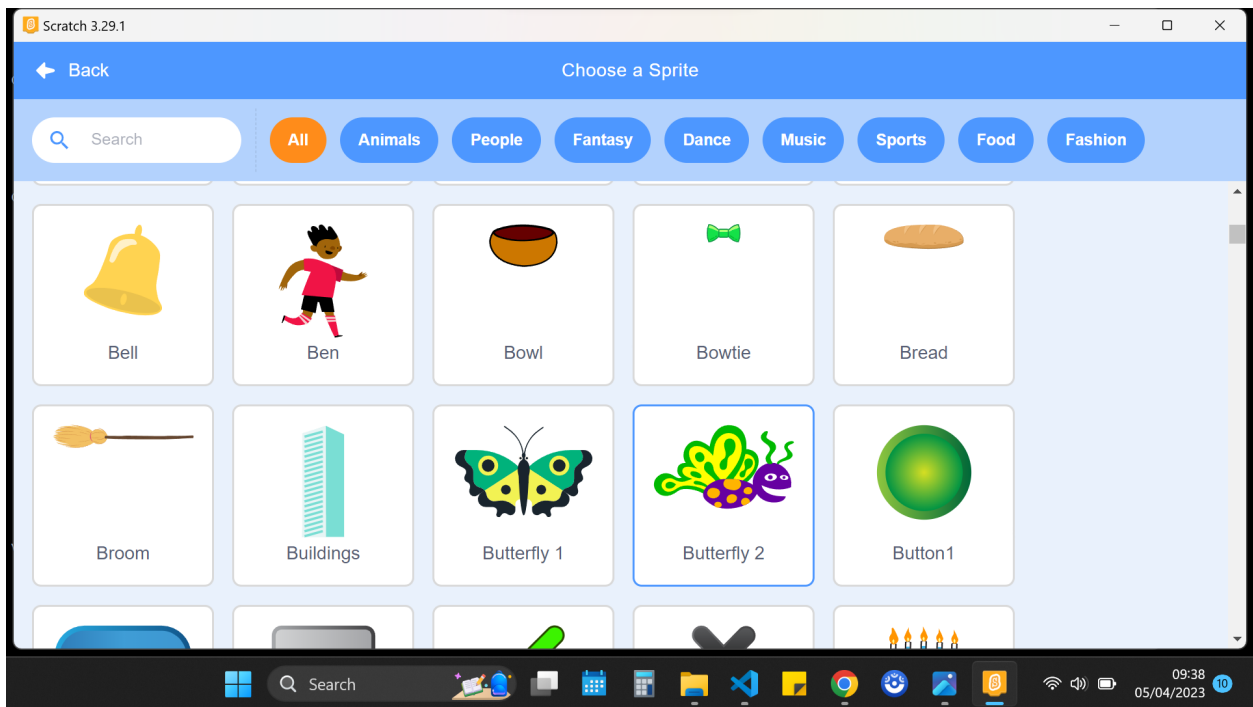 Scratch 3.29.1
Back
Choose a Sprite
Search
All
Animals
People
Fantasy
Dance
Music
Sports
Food
Fashion
Bell
Ben
Bowl
Bowtie
Bread
Broom
Buildings
Butterfly 1
Butterfly 2
Button1
Search
09:38
05/04/2023
10